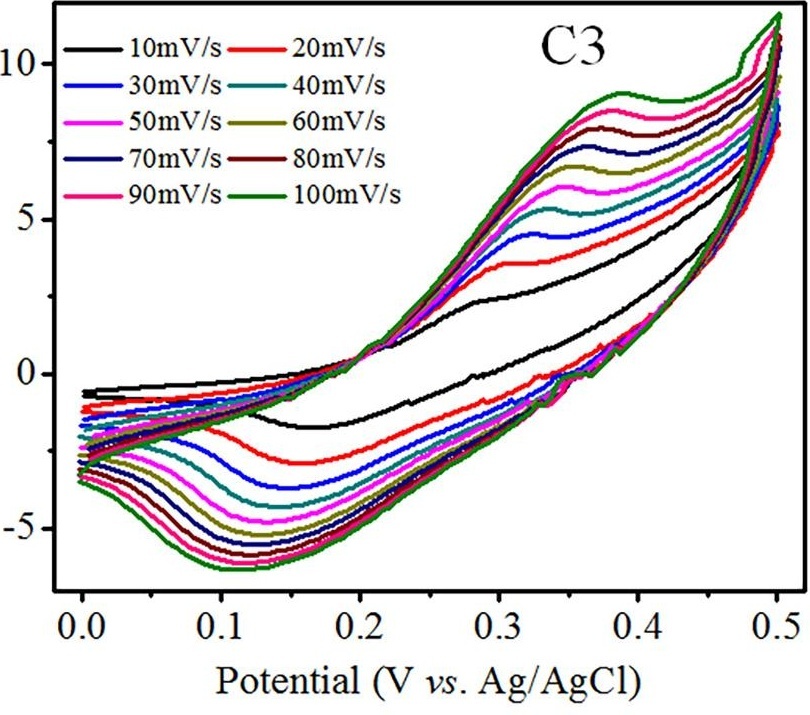 C3
10mV/s 20mV/s
30mV/s 40mV/s
50mV/s 60mV/s
70mV/s 80mV/s
90mV/s 100mV/s
10
5
0
-5
0.0 0.1 0.2 0.3 0.4 0.5
Potential (V vs. Ag/AgCl)